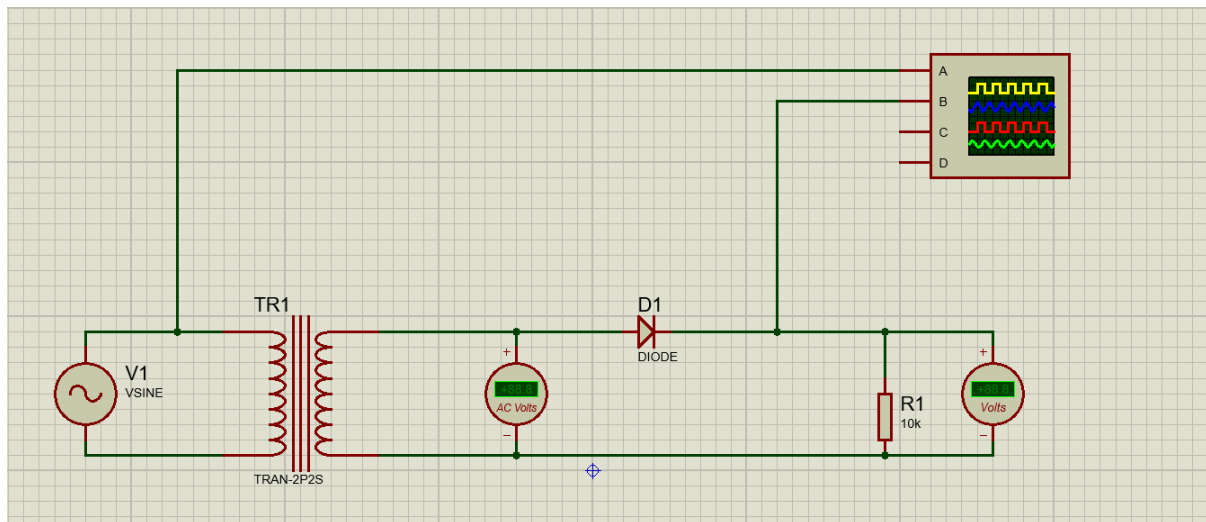 A
B
C
D
TR1
D1
V1
VSINE
DIODE
+88.8
AC Volts
+88.8
Volts
R1
10k
TRAN-2P2S